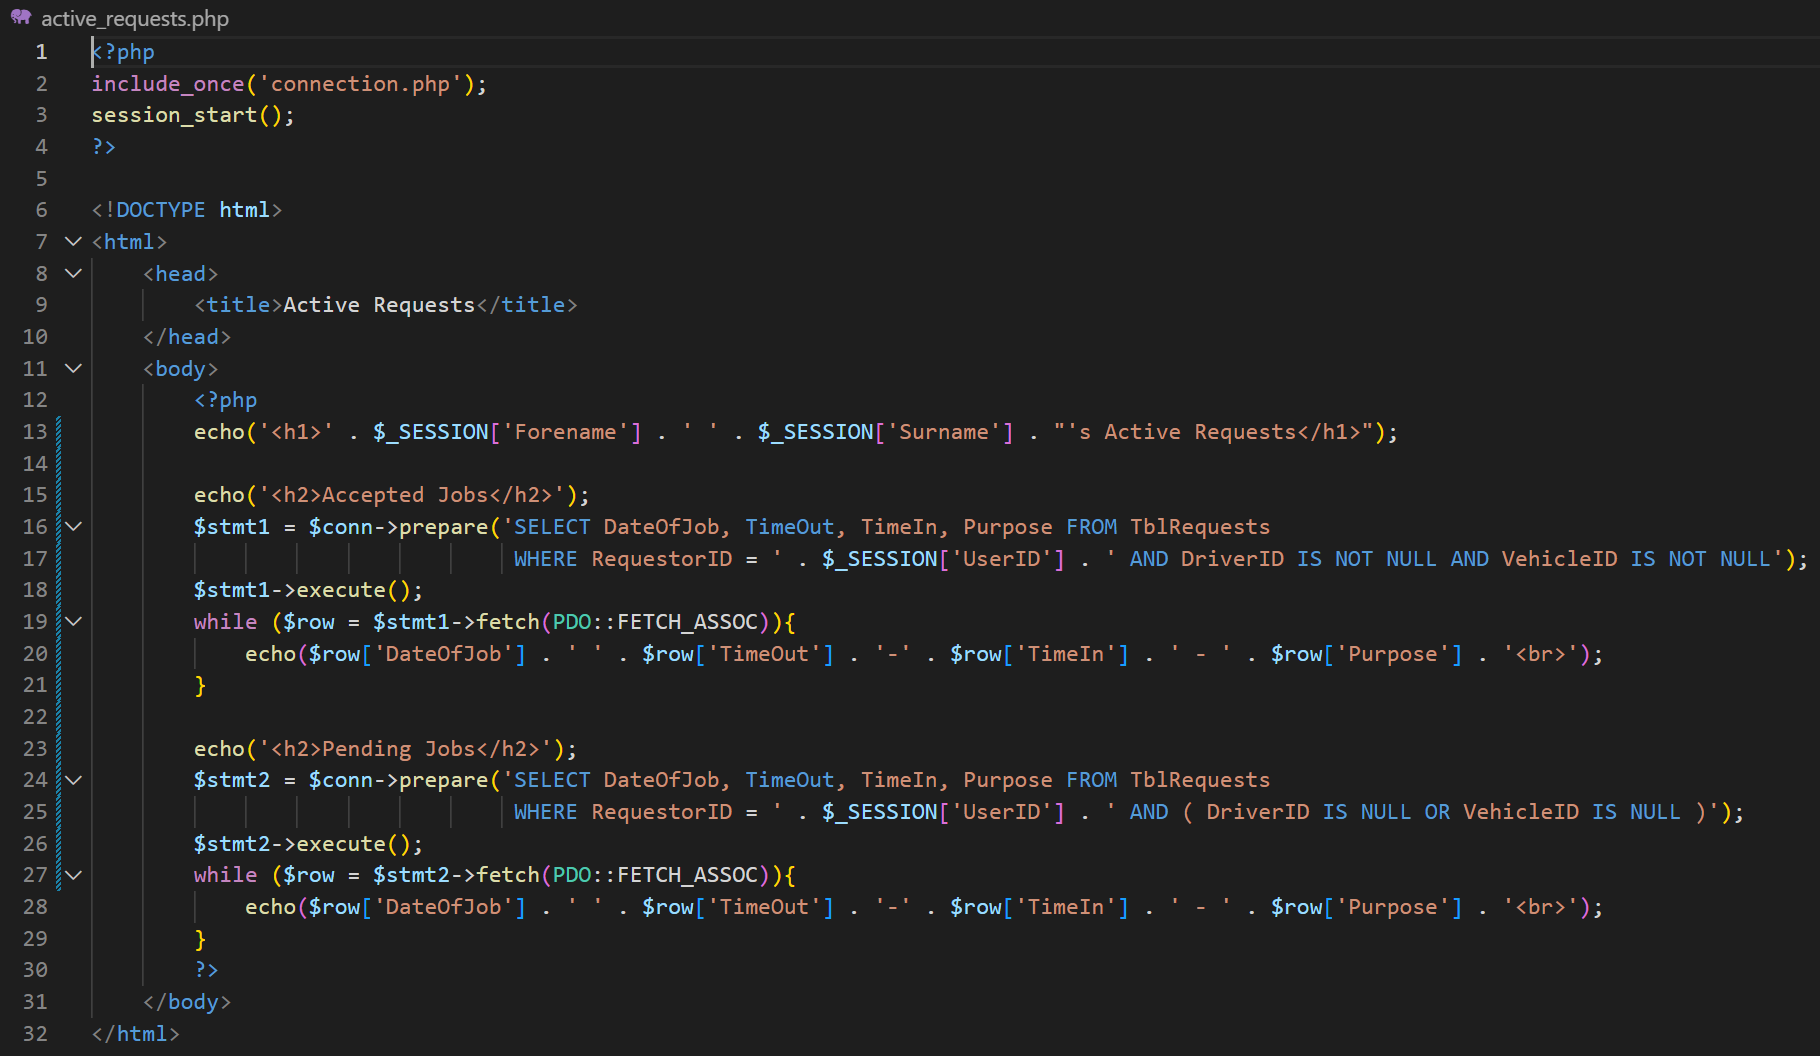 active_requests.php
1 <?php
2 include_once('connection.php');
3 session_start();
4 ?>
5
6 <!DOCTYPE html>
7 <html>
8 <head>
9 <title>Active Requests</title>
10 </head>
11 <body>
12 <?php
13 echo('<h1>' . $_SESSION['Forename'] . ' ' . $_SESSION['Surname'] . "'s Active Requests</h1>");
14
15 echo('<h2>Accepted Jobs</h2>');
16 $stmt1 = $conn->prepare('SELECT DateOfJob, TimeOut, TimeIn, Purpose FROM TblRequests
17 WHERE RequestorID = ' . $_SESSION['UserID'] . ' AND DriverID IS NOT NULL AND VehicleID IS NOT NULL');
18 $stmt1->execute();
19 while ($row = $stmt1->fetch(PDO::FETCH_ASSOC)){
20 echo($row['DateOfJob'] . ' ' . $row['TimeOut'] . '-' . $row['TimeIn'] . ' - ' . $row['Purpose'] . '<br>');
21 }
22
23 echo('<h2>Pending Jobs</h2>');
24 $stmt2 = $conn->prepare('SELECT DateOfJob, TimeOut, TimeIn, Purpose FROM TblRequests
25 WHERE RequestorID = ' . $_SESSION['UserID'] . ' AND ( DriverID IS NULL OR VehicleID IS NULL )');
26 $stmt2->execute();
27 while ($row = $stmt2->fetch(PDO::FETCH_ASSOC)){
28 echo($row['DateOfJob'] . ' ' . $row['TimeOut'] . '-' . $row['TimeIn'] . ' - ' . $row['Purpose'] . '<br>');
29 }
30 ?>
31 </body>
32 </html>